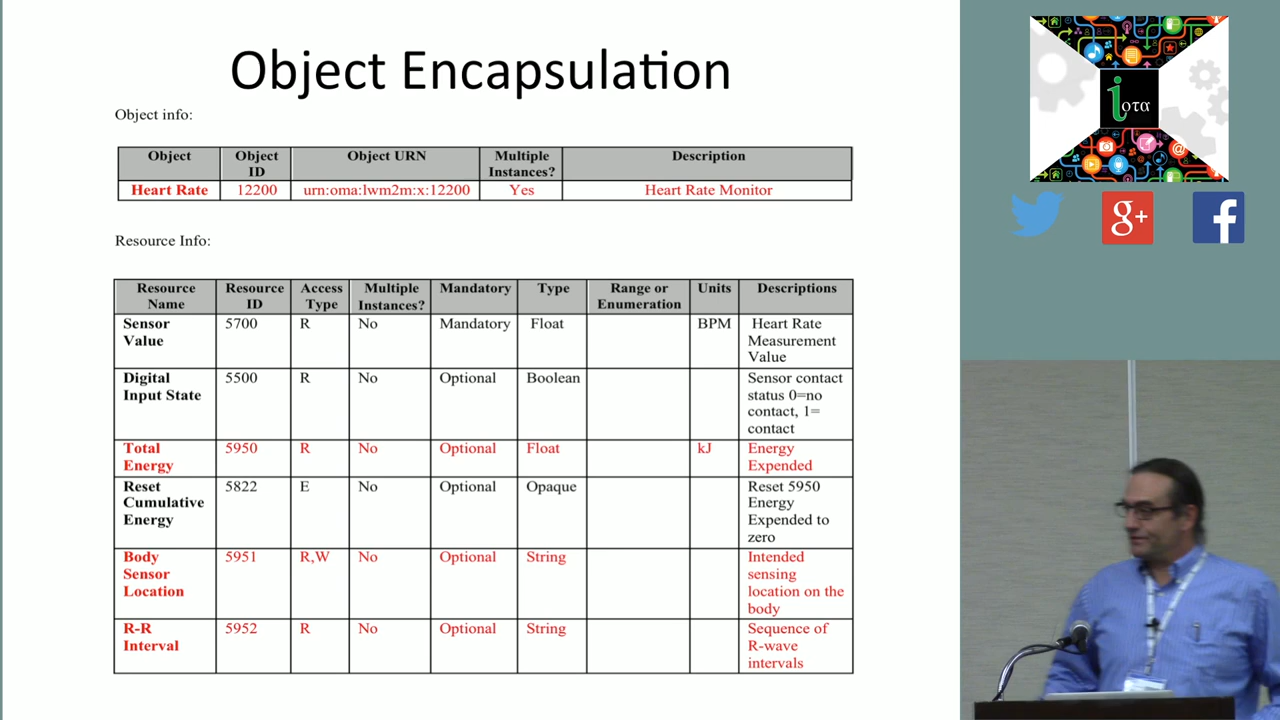 Object Encapsulation
Object info:
Object | Object ID | Object URN | Multiple Instances? | Description
Heart Rate | 12200 | urn:oma:lwm2m:x:12200 | Yes | Heart Rate Monitor
Resource Info:
Resource Name | Resource ID | Access Type | Multiple Instances? | Mandatory | Type | Range or Enumeration | Units | Descriptions
Sensor Value | 5700 | R | No | Mandatory | Float | | BPM | Heart Rate Measurement Value
Digital Input State | 5500 | R | No | Optional | Boolean | | | Sensor contact status 0=no contact, 1= contact
Total Energy | 5950 | R | No | Optional | Float | | kJ | Energy Expended
Reset Cumulative Energy | 5822 | E | No | Optional | Opaque | | | Reset 5950 Energy Expended to zero
Body Sensor Location | 5951 | R,W | No | Optional | String | | | Intended sensing location on the body
R-R Interval | 5952 | R | No | Optional | String | | | Sequence of R-wave intervals
iοτα
g+
f